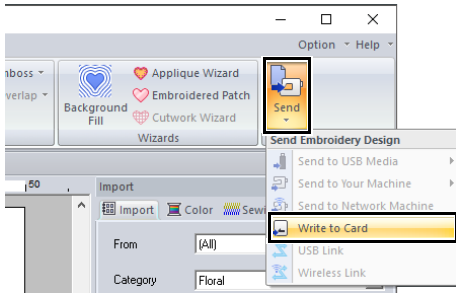 Option Help
nboss
verlap
Background
Fill
Applique Wizard
Embroidered Patch
Cutwork Wizard
Wizards
Send
Send Embroidery Design
Send to USB Media
Send to Your Machine
Send to Network Machine
Write to Card
USB Link
Wireless Link
50
Import
Import Color Sewi
From (All)
Category Floral